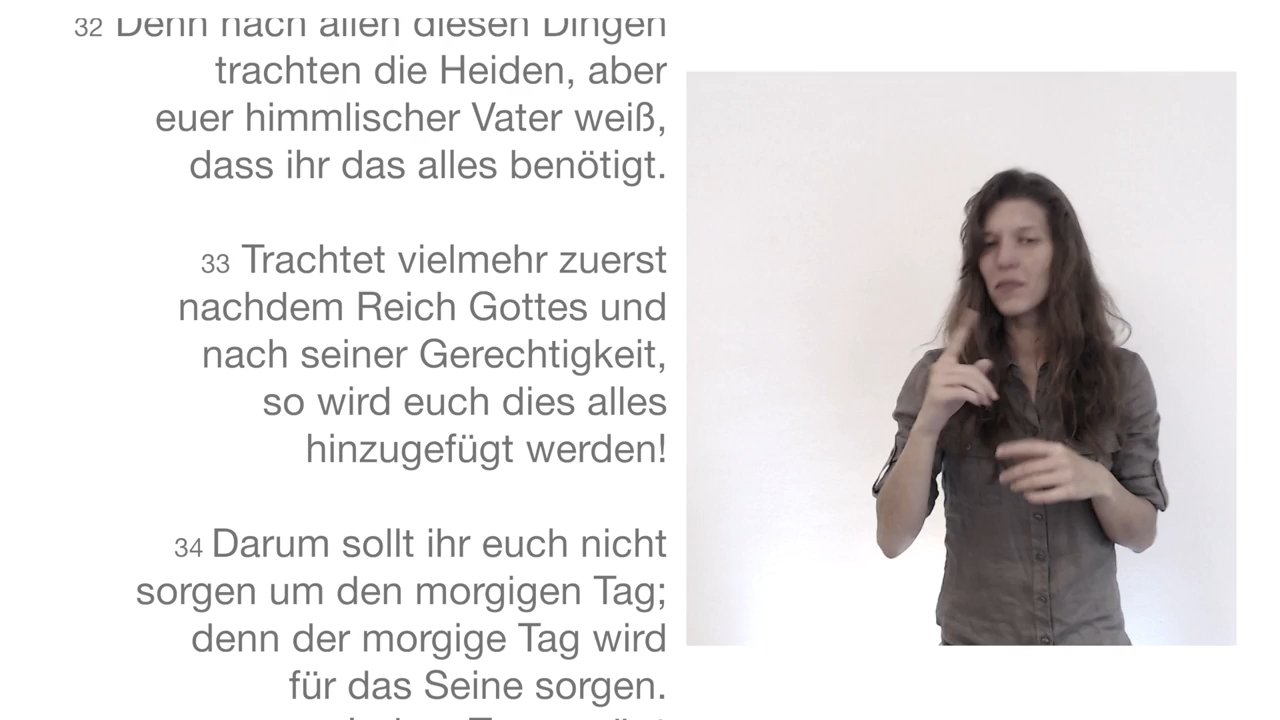 32 Denn nach allen diesen Dingen
trachten die Heiden, aber
euer himmlischer Vater weiß,
dass ihr das alles benötigt.
33 Trachtet vielmehr zuerst
nachdem Reich Gottes und
nach seiner Gerechtigkeit,
so wird euch dies alles
hinzugefügt werden!
34 Darum sollt ihr euch nicht
sorgen um den morgigen Tag;
denn der morgige Tag wird
für das Seine sorgen.